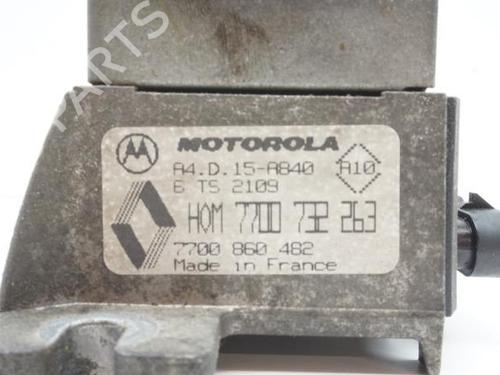 PARTS
MOTOROLA
A4.D.15-A840
A10
6 TS 2109
HOM 7700 732 263
7700 860 482
Made in France